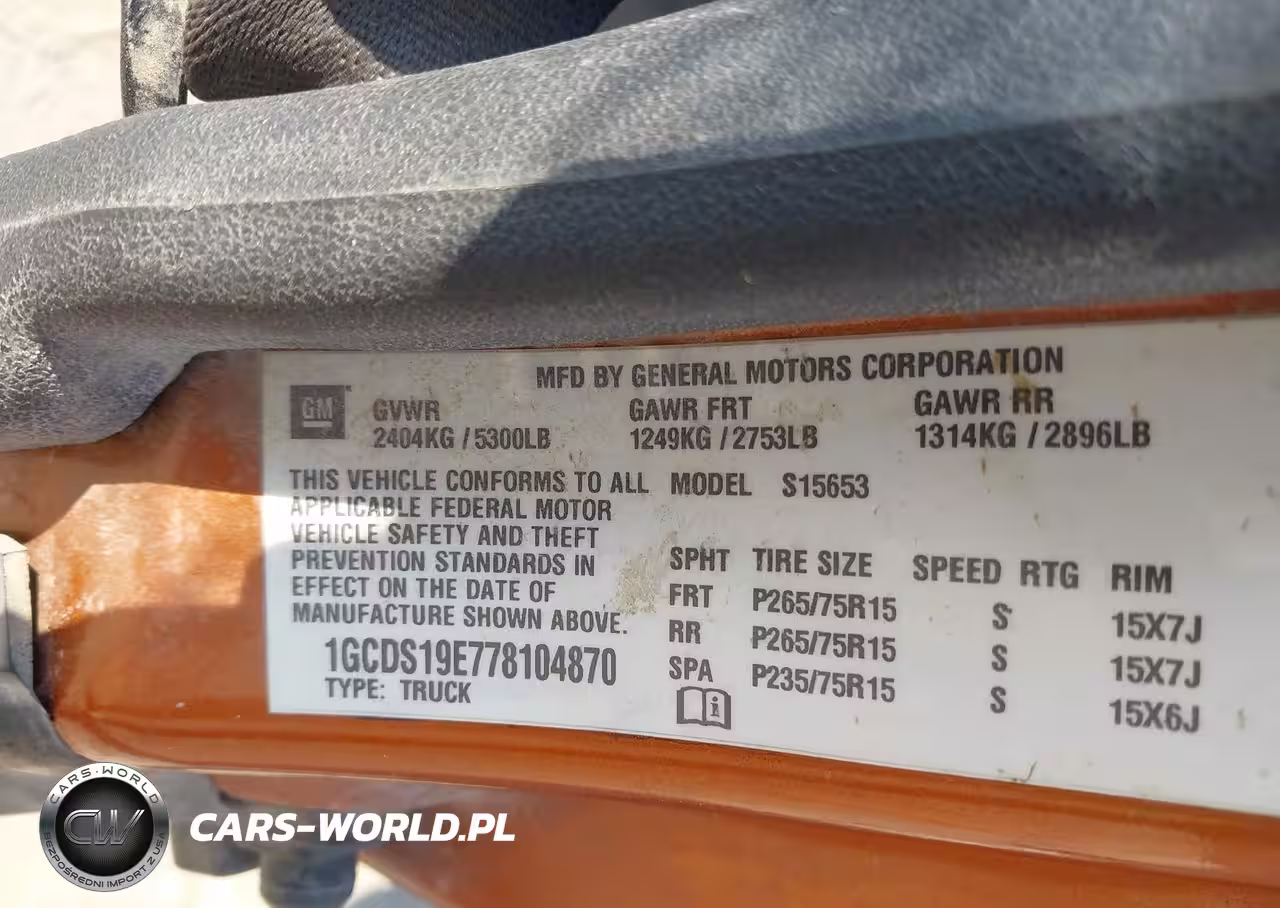 MFD BY GENERAL MOTORS CORPORATION
GM
GVWR GAWR FRT GAWR RR
2404KG / 5300LB 1249KG / 2753LB 1314KG / 2896LB
THIS VEHICLE CONFORMS TO ALL
APPLICABLE FEDERAL MOTOR
VEHICLE SAFETY AND THEFT
PREVENTION STANDARDS IN
EFFECT ON THE DATE OF
MANUFACTURE SHOWN ABOVE.
1GCDS19E778104870
TYPE: TRUCK
MODEL S15653
SPHT TIRE SIZE SPEED RTG RIM
FRT P265/75R15 S 15X7J
RR P265/75R15 S 15X7J
SPA P235/75R15 S 15X6J
i
CARS-WORLD
CW
BEZPOŚREDNI IMPORT Z USA
CARS-WORLD.PL